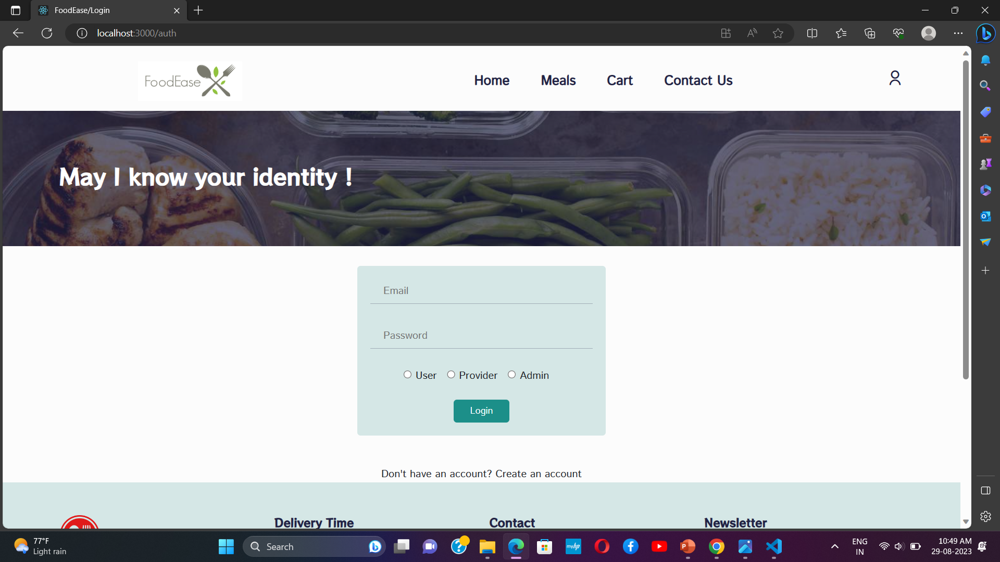 FoodEase/Login
localhost:3000/auth
FoodEase
Home
Meals
Cart
Contact Us
May I know your identity !
Email
Password
User
Provider
Admin
Login
Don't have an account? Create an account
Delivery Time
Contact
Newsletter
77°F
Light rain
Search
myhp
ENG
IN
10:49 AM
29-08-2023